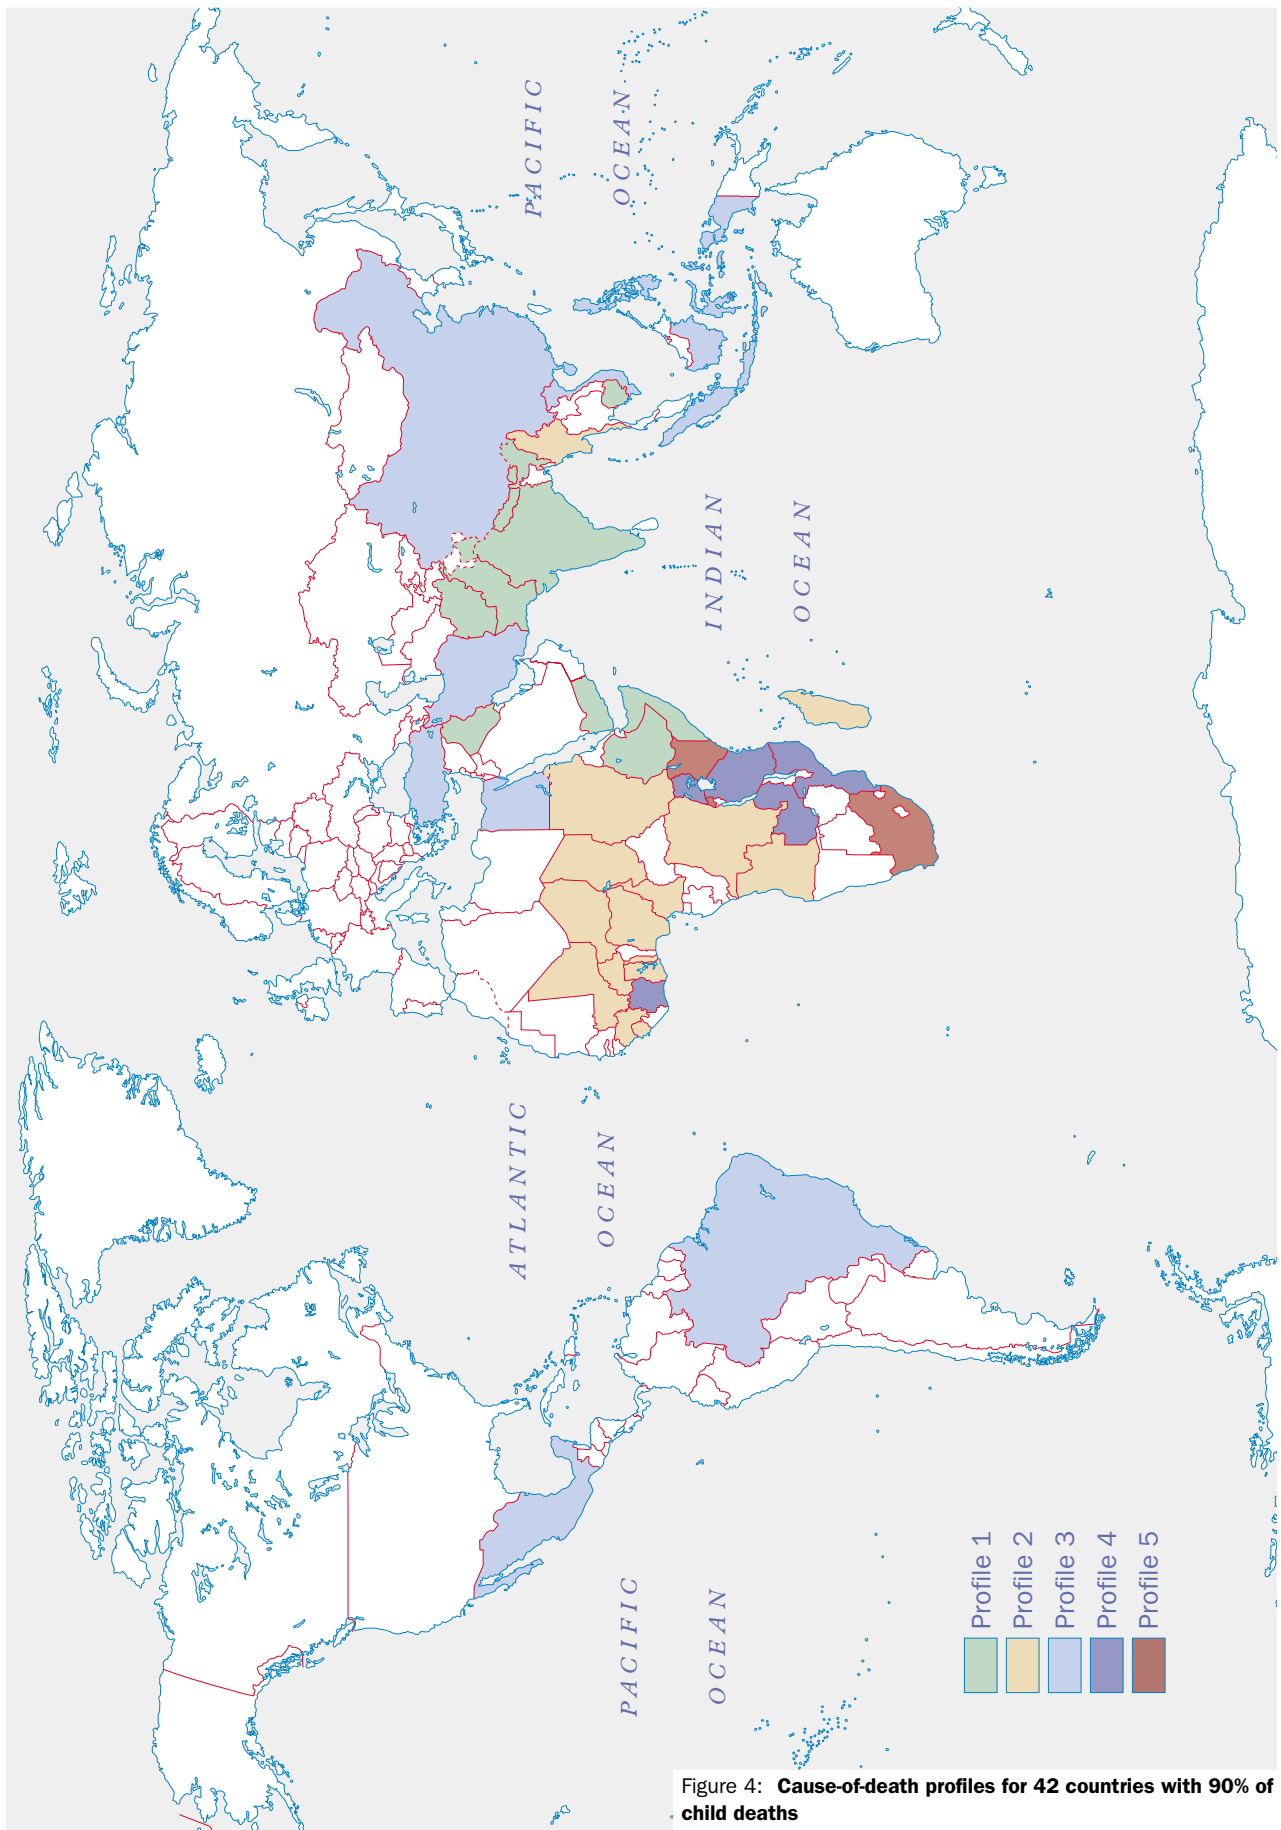 PACIFIC
OCEAN
INDIAN
OCEAN
ATLANTIC
OCEAN
PACIFIC
OCEAN
Profile 1
Profile 2
Profile 3
Profile 4
Profile 5
Figure 4: Cause-of-death profiles for 42 countries with 90% of
child deaths